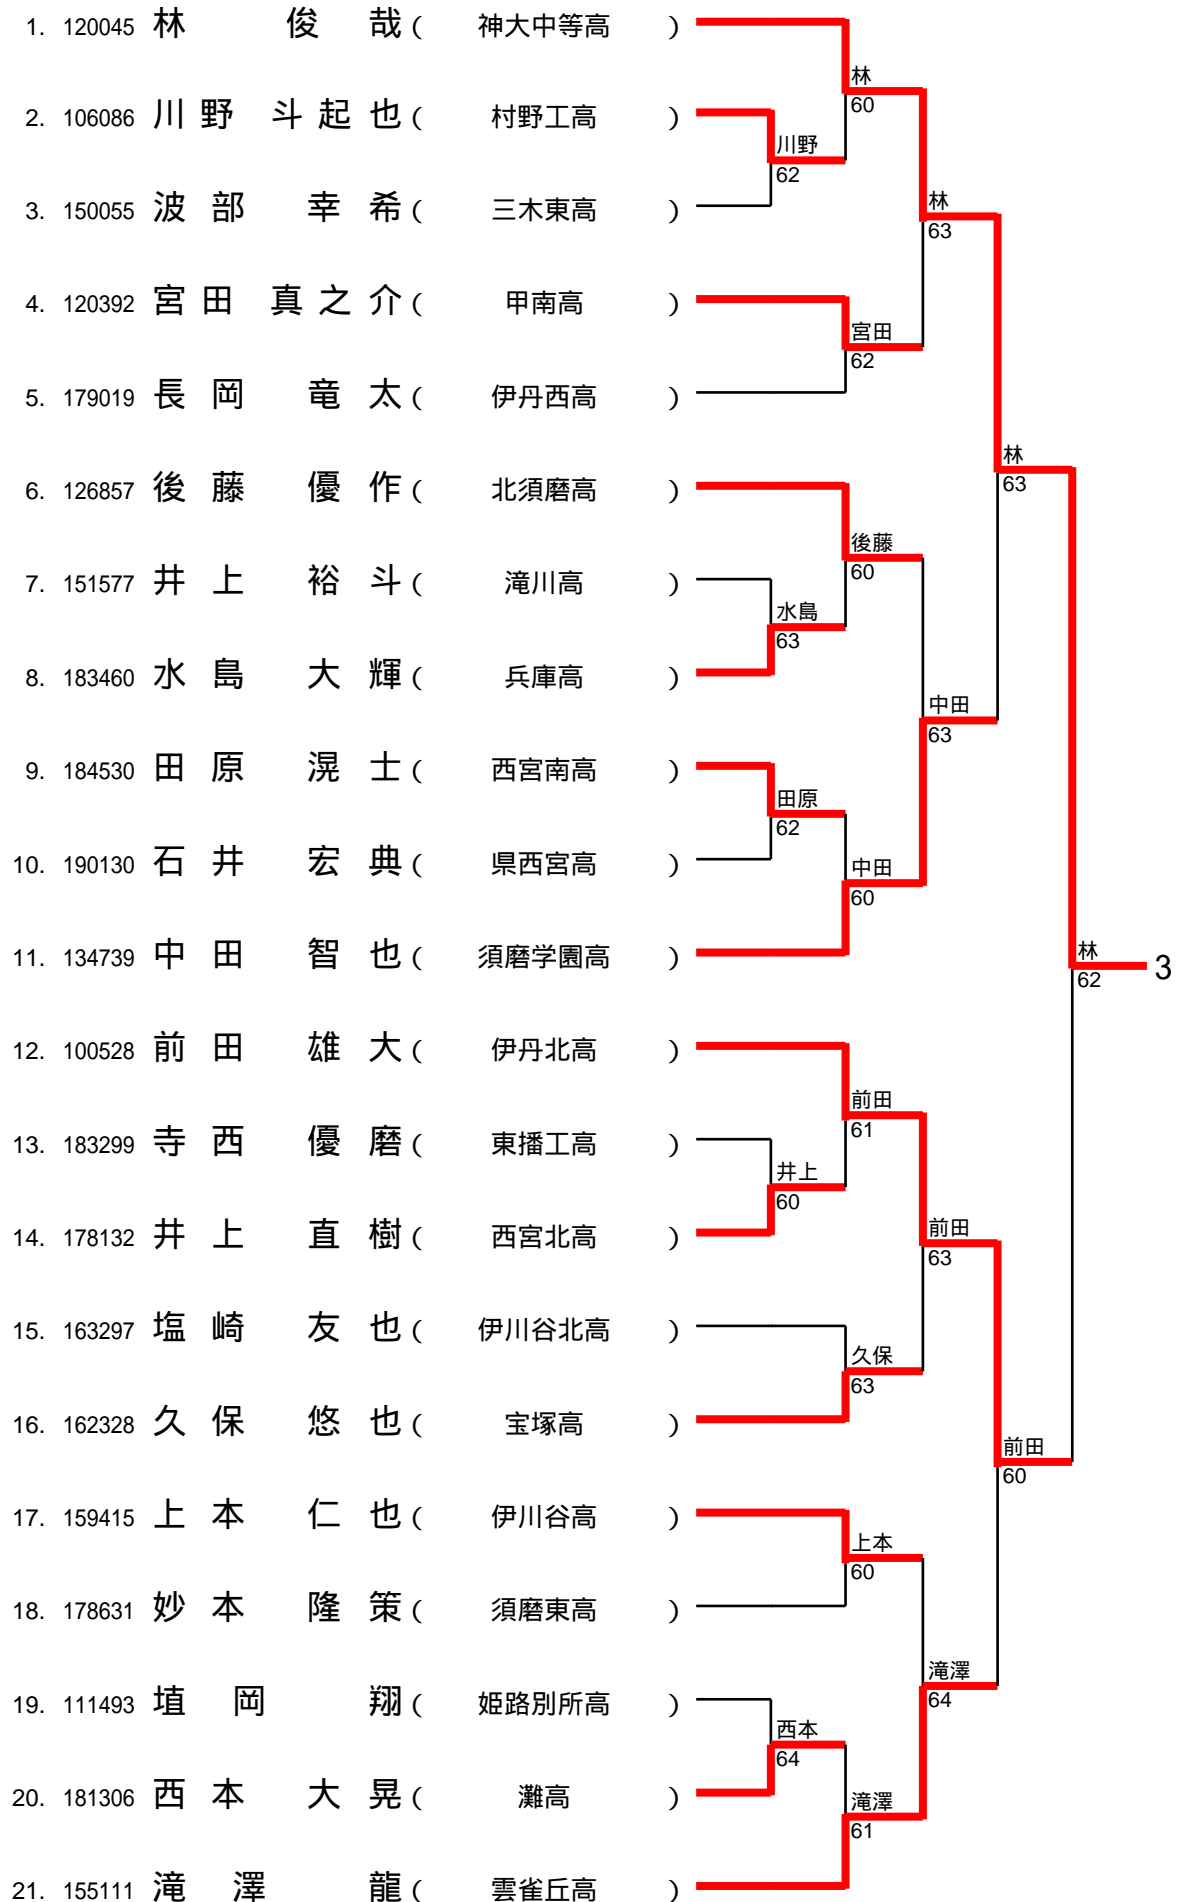 1. 120045 林 俊 哉 ( 神大中等高 )
林
60
2. 106086 川 野 斗 起 也 ( 村野工高 )
川野
62
3. 150055 波 部 幸 希 ( 三木東高 )
林
63
4. 120392 宮 田 真 之 介 ( 甲南高 )
宮田
62
5. 179019 長 岡 竜 太 ( 伊丹西高 )
林
63
6. 126857 後 藤 優 作 ( 北須磨高 )
後藤
60
7. 151577 井 上 裕 斗 ( 滝川高 )
水島
63
8. 183460 水 島 大 輝 ( 兵庫高 )
中田
63
9. 184530 田 原 滉 士 ( 西宮南高 )
田原
62
10. 190130 石 井 宏 典 ( 県西宮高 )
中田
60
11. 134739 中 田 智 也 ( 須磨学園高 )
林
62
3
12. 100528 前 田 雄 大 ( 伊丹北高 )
前田
61
13. 183299 寺 西 優 磨 ( 東播工高 )
井上
60
14. 178132 井 上 直 樹 ( 西宮北高 )
前田
63
15. 163297 塩 崎 友 也 ( 伊川谷北高 )
久保
63
16. 162328 久 保 悠 也 ( 宝塚高 )
前田
60
17. 159415 上 本 仁 也 ( 伊川谷高 )
上本
60
18. 178631 妙 本 隆 策 ( 須磨東高 )
滝澤
64
19. 111493 埴 岡 翔 ( 姫路別所高 )
西本
64
20. 181306 西 本 大 晃 ( 灘高 )
滝澤
61
21. 155111 滝 澤 龍 ( 雲雀丘高 )